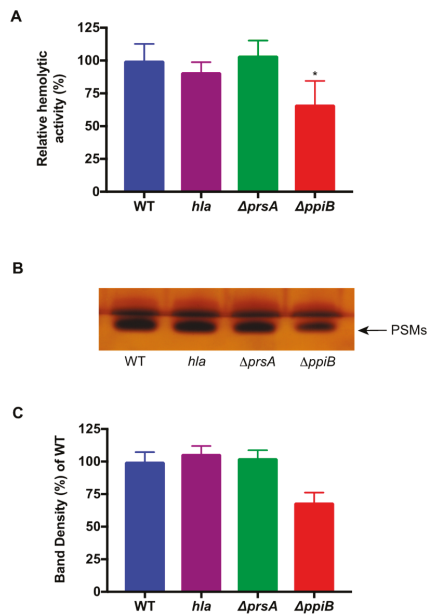 A
Relative hemolytic
activity (%)
125
100
75
50
25
0
*
WT hla ΔprsA ΔppiB
B
PSMs
WT hla ΔprsA ΔppiB
C
Band Density (%) of WT
125
100
75
50
25
0
WT hla ΔprsA ΔppiB